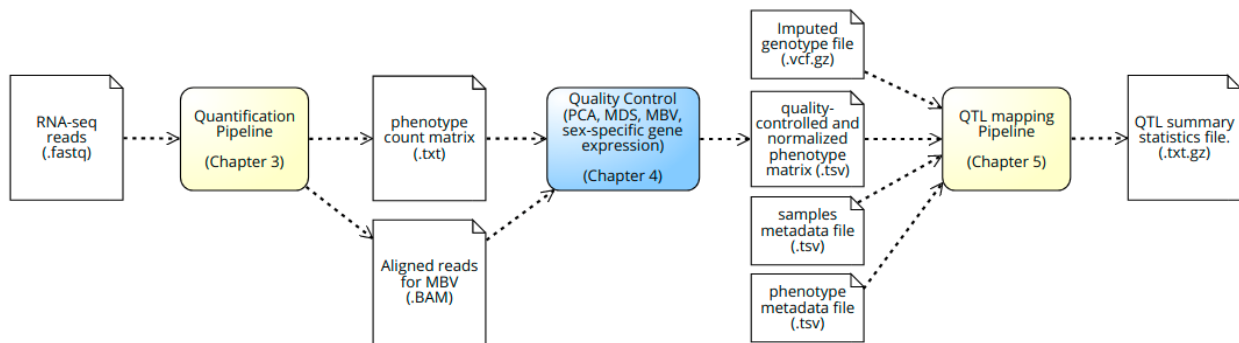 RNA-seq
reads
(.fastq)
Quantification
Pipeline
(Chapter 3)
phenotype
count matrix
(.txt)
Aligned reads
for MBV
(.BAM)
Quality Control
(PCA, MDS, MBV,
sex-specific gene
expression)
(Chapter 4)
Imputed
genotype file
(.vcf.gz)
quality-
controlled and
normalized
phenotype
matrix (.tsv)
samples
metadata file
(.tsv)
phenotype
metadata file
(.tsv)
QTL mapping
Pipeline
(Chapter 5)
QTL summary
statistics file.
(.txt.gz)